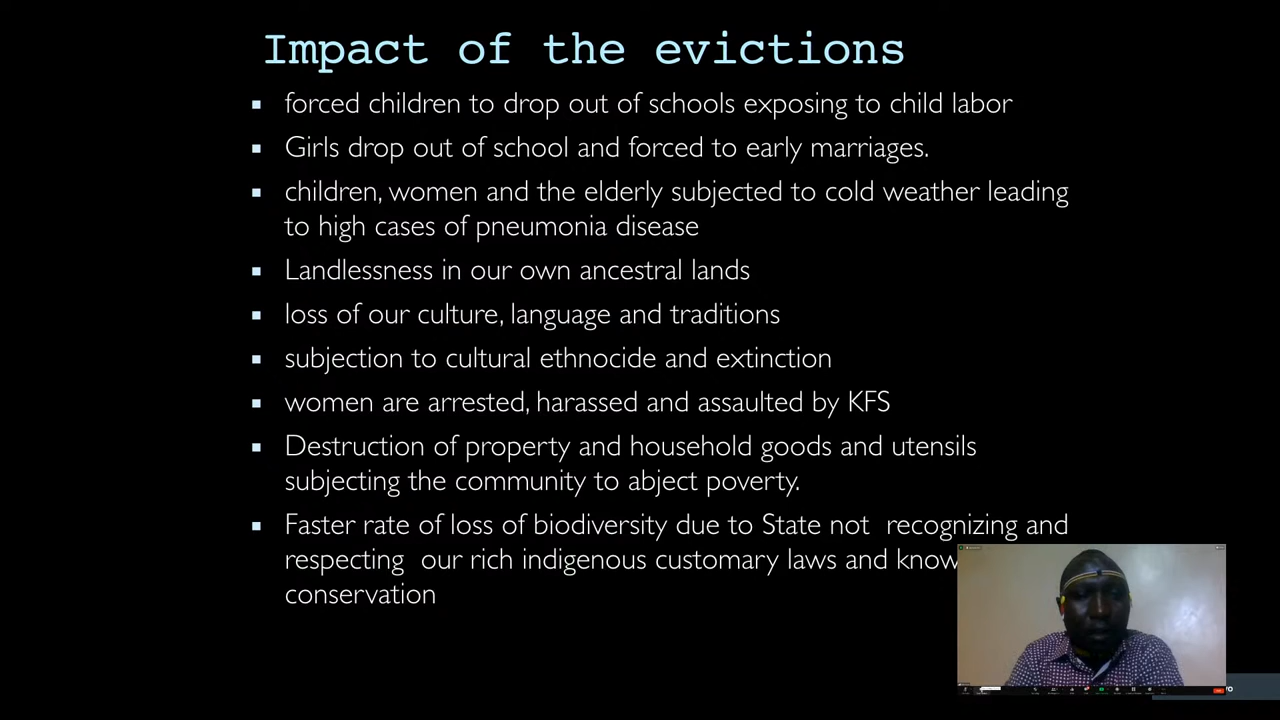 Impact of the evictions
▪ forced children to drop out of schools exposing to child labor
▪ Girls drop out of school and forced to early marriages.
▪ children, women and the elderly subjected to cold weather leading
to high cases of pneumonia disease
▪ Landlessness in our own ancestral lands
▪ loss of our culture, language and traditions
▪ subjection to cultural ethnocide and extinction
▪ women are arrested, harassed and assaulted by KFS
▪ Destruction of property and household goods and utensils
subjecting the community to abject poverty.
▪ Faster rate of loss of biodiversity due to State not recognizing and
respecting our rich indigenous customary laws and know
conservation